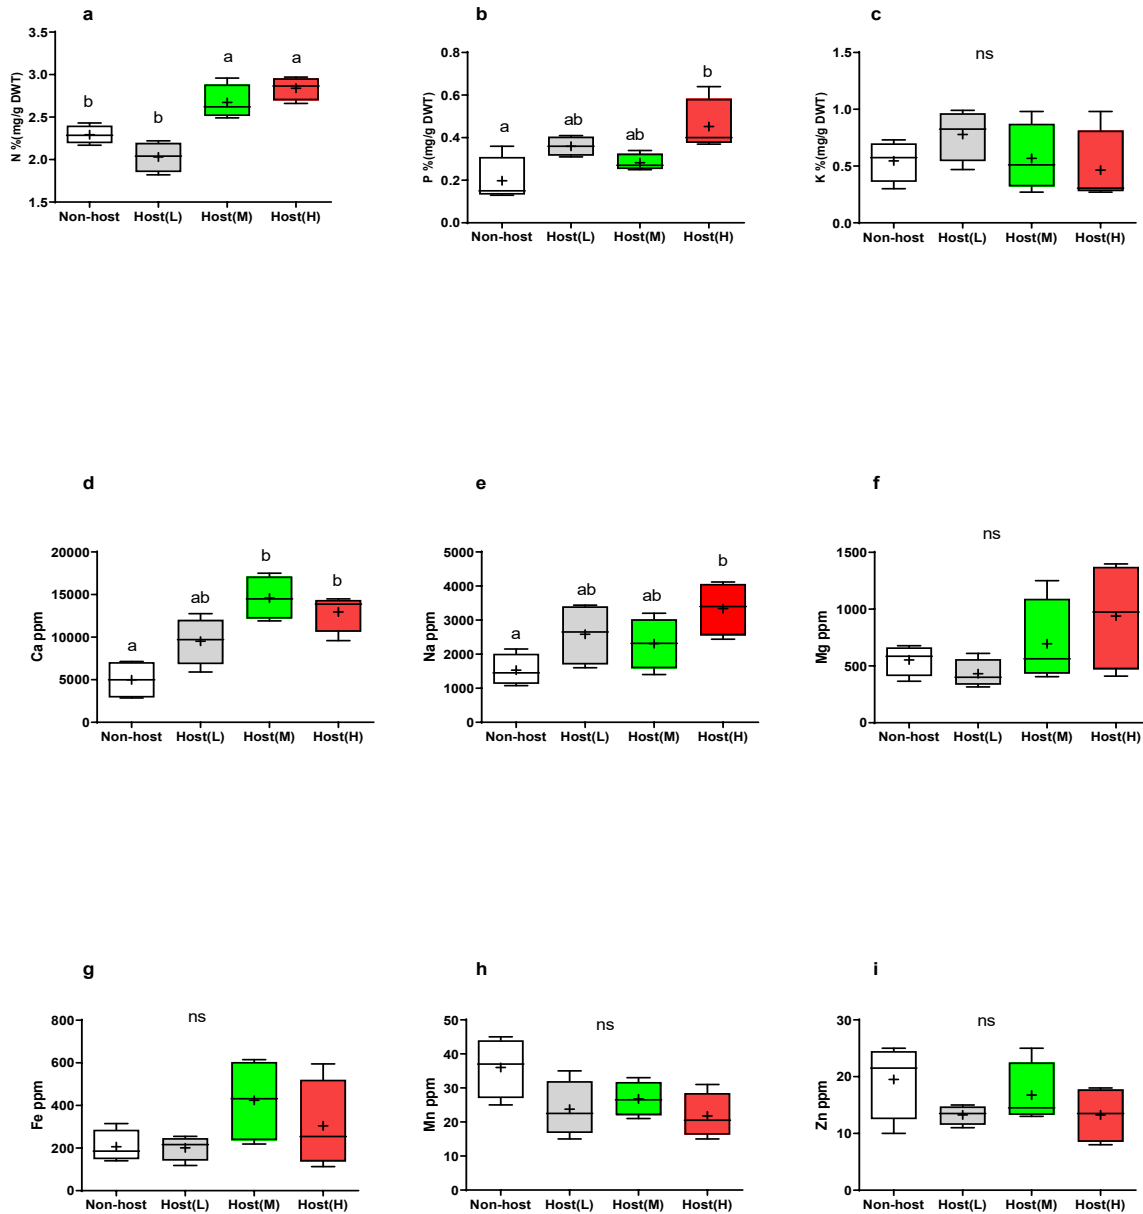 a
b
c
3.5
3.0
2.5
2.0
1.5
N %(mg/g DWT)
b
b
a
a
Non-host Host(L) Host(M) Host(H)
0.8
0.6
0.4
0.2
0.0
P %(mg/g DWT)
a
ab
ab
b
Non-host Host(L) Host(M) Host(H)
1.5
1.0
0.5
0.0
K %(mg/g DWT)
ns
Non-host Host(L) Host(M) Host(H)
d
e
f
20000
15000
10000
5000
0
Ca ppm
a
ab
b
b
Non-host Host(L) Host(M) Host(H)
5000
4000
3000
2000
1000
0
Na ppm
a
ab
ab
b
Non-host Host(L) Host(M) Host(H)
1500
1000
500
0
Mg ppm
ns
Non-host Host(L) Host(M) Host(H)
g
h
i
800
600
400
200
0
Fe ppm
ns
Non-host Host(L) Host(M) Host(H)
50
40
30
20
10
0
Mn ppm
ns
Non-host Host(L) Host(M) Host(H)
30
20
10
0
Zn ppm
ns
Non-host Host(L) Host(M) Host(H)